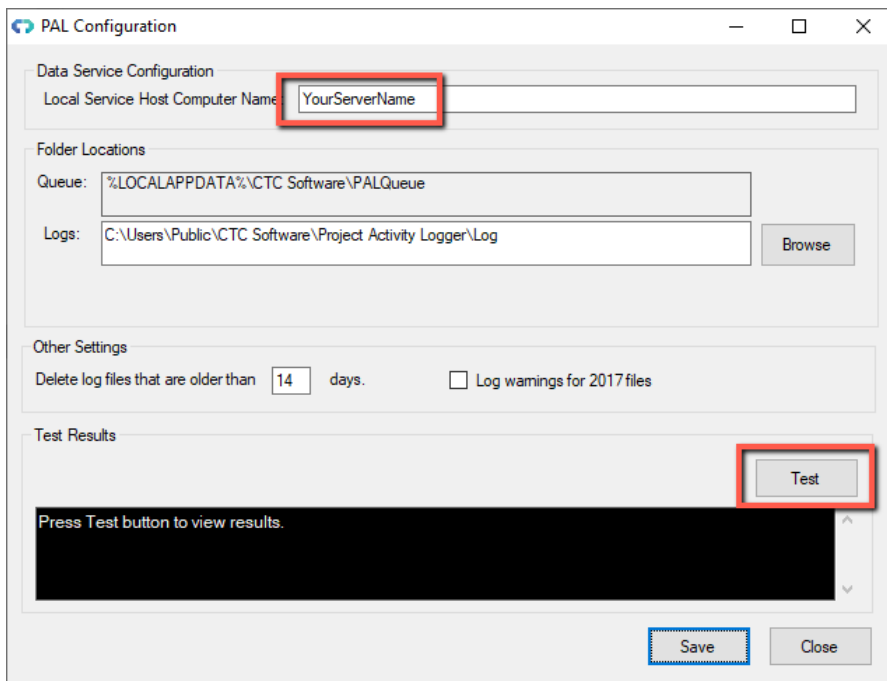 PAL Configuration
Data Service Configuration
Local Service Host Computer Name: YourServerName
Folder Locations
Queue: %LOCALAPPDATA%\CTC Software\PALQueue
Logs: C:\Users\Public\CTC Software\Project Activity Logger\Log
Browse
Other Settings
Delete log files that are older than 14 days. Log warnings for 2017 files
Test Results
Test
Press Test button to view results.
Save Close